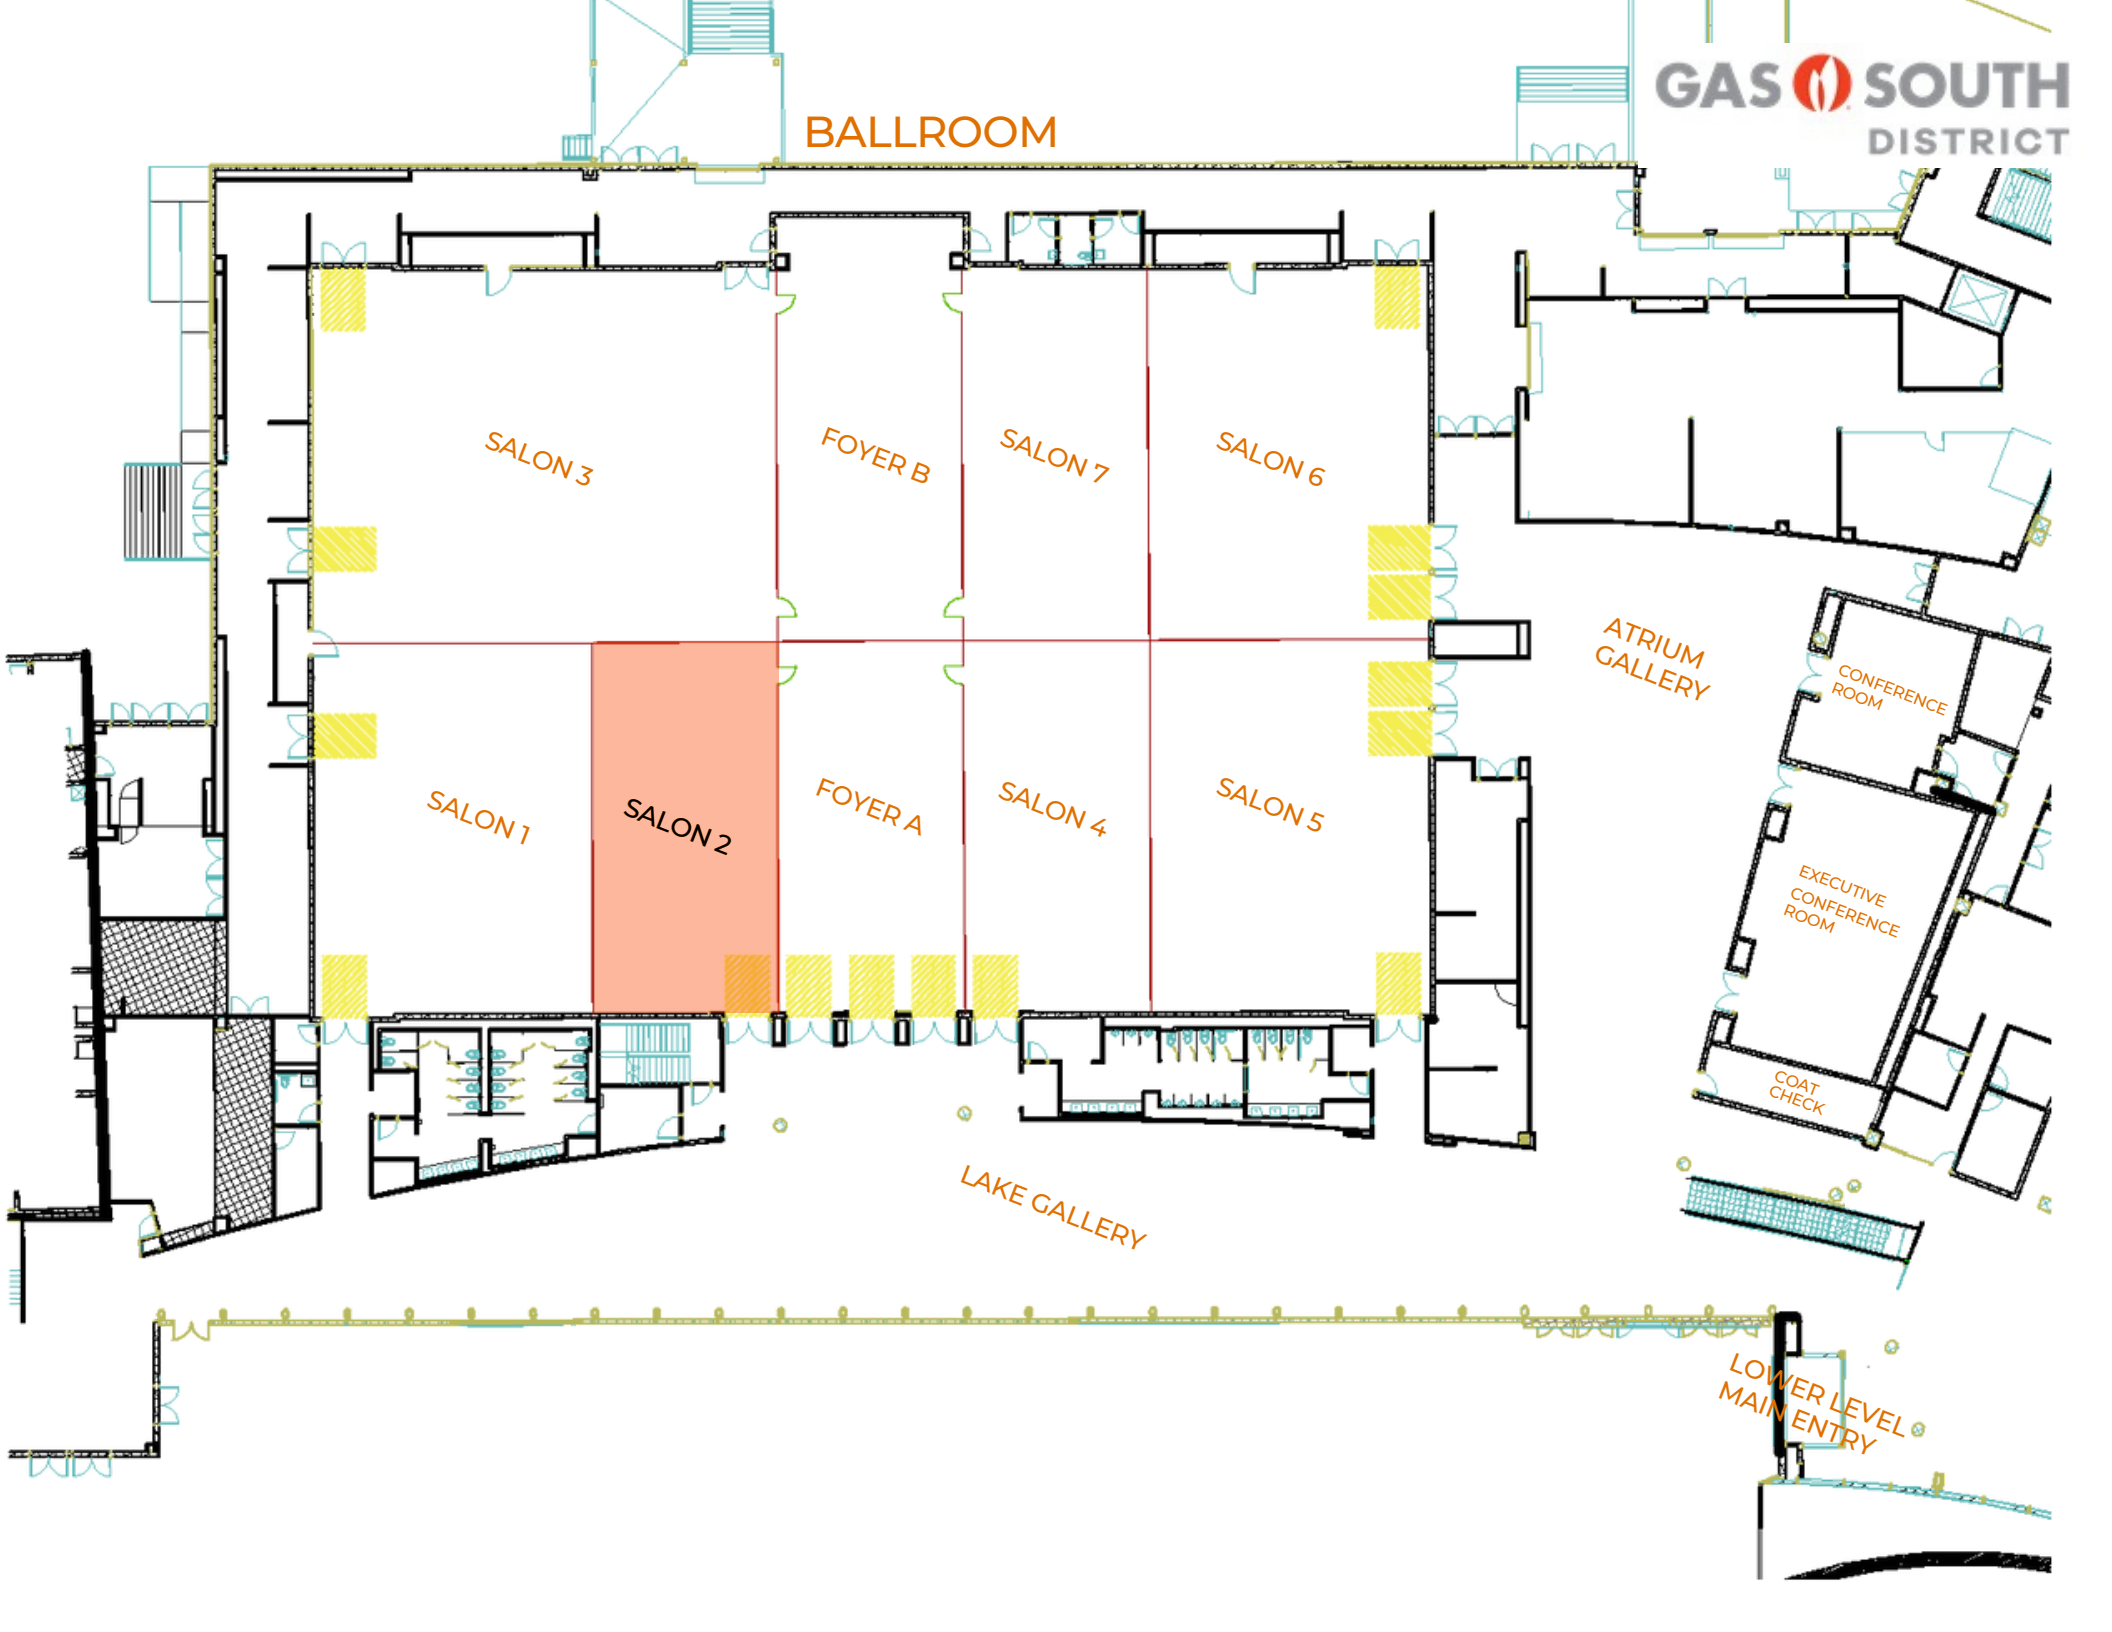 GAS SOUTH
DISTRICT
BALLROOM
SALON 3
FOYER B
SALON 7
SALON 6
ATRIUM
GALLERY
CONFERENCE
ROOM
SALON 1
SALON 2
FOYER A
SALON 4
SALON 5
EXECUTIVE
CONFERENCE
ROOM
COAT
CHECK
LAKE GALLERY
LOWER LEVEL
MAIN ENTRY